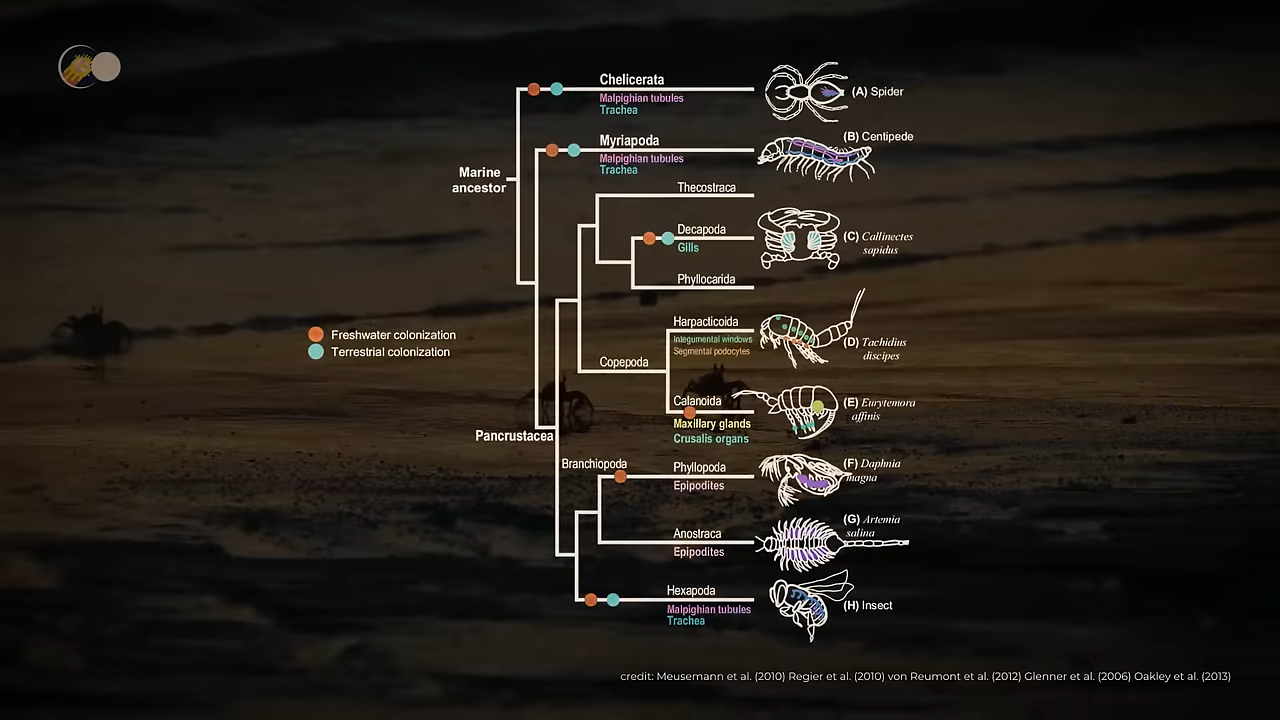 Chelicerata
Malpighian tubules
Trachea
(A) Spider
Myriapoda
Malpighian tubules
Trachea
(B) Centipede
Marine
ancestor
Thecostraca
Decapoda
Gills
(C) Callinectes
sapidus
Phyllocarida
Harpacticoida
Integumental windows
Segmental podocytes
(D) Tachidius
discipes
Freshwater colonization
Terrestrial colonization
Copepoda
Calanoida
Maxillary glands
Crusalis organs
(E) Eurytemora
affinis
Pancrustacea
Branchiopoda
Phyllopoda
Epipodites
(F) Daphnia
magna
Anostraca
Epipodites
(G) Artemia
salina
Hexapoda
Malpighian tubules
Trachea
(H) Insect
credit: Meusemann et al. (2010) Regier et al. (2010) von Reumont et al. (2012) Glenner et al. (2006) Oakley et al. (2013)